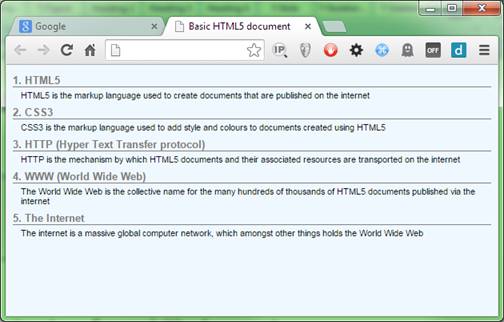 Google
Basic HTML5 document
IP
OFF
d
1. HTML5
HTML5 is the markup language used to create documents that are published on the internet
2. CSS3
CSS3 is the markup language used to add style and colours to documents created using HTML5
3. HTTP (Hyper Text Transfer protocol)
HTTP is the mechanism by which HTML5 documents and their associated resources are transported on the internet
4. WWW (World Wide Web)
The World Wide Web is the collective name for the many hundreds of thousands of HTML5 documents published via the
internet
5. The Internet
The internet is a massive global computer network, which amongst other things holds the World Wide Web